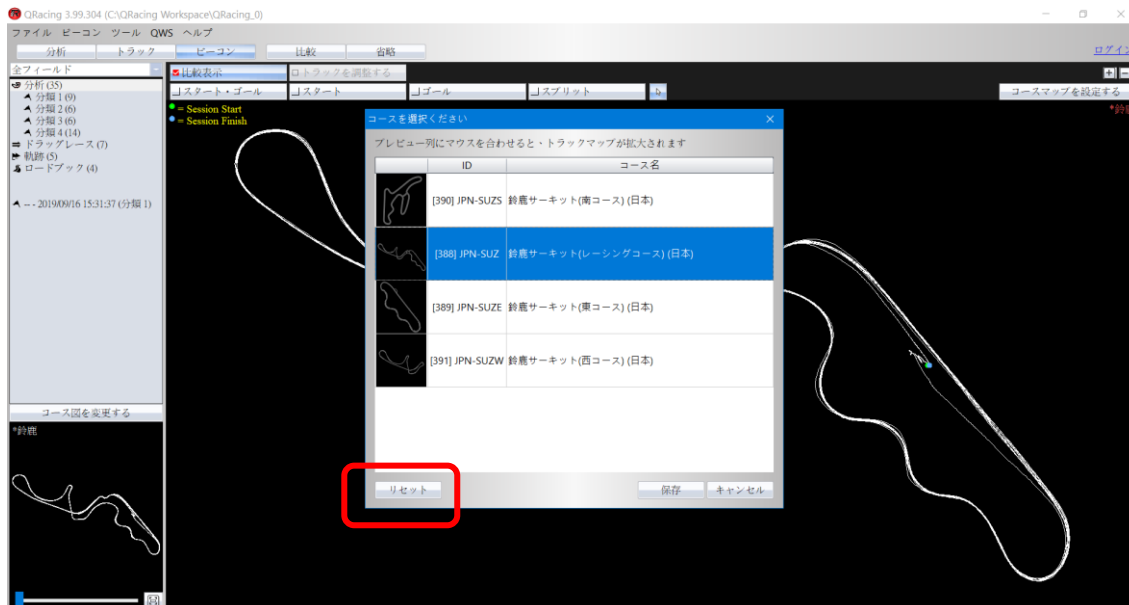 QRacing 3.99.304 (C:\QRacing Workspace\QRacing_0)
ファイル ビーコン ツール QWS ヘルプ
分析 トラック ビーコン 比較 省略
ログイン
全フィールド
分析 (35)
分類 1 (9)
分類 2 (6)
分類 3 (6)
分類 4 (14)
ドラッグレース (7)
軌跡 (5)
ロードブック (4)
-- - 2019/09/16 15:31:37 (分類 1)
コース図を変更する
*鈴鹿
比較表示 トラックを調整する
スタート・ゴール スタート ゴール スプリット
コースマップを設定する
= Session Start
= Session Finish
コースを選択ください
プレビュー列にマウスを合わせると・トラックマップが拡大されます
ID コース名
[390] JPN-SUZS 鈴鹿サーキット(南コース) (日本)
[388] JPN-SUZ 鈴鹿サーキット(レーシングコース) (日本)
[389] JPN-SUZE 鈴鹿サーキット(東コース) (日本)
[391] JPN-SUZW 鈴鹿サーキット(西コース) (日本)
リセット 保存 キャンセル